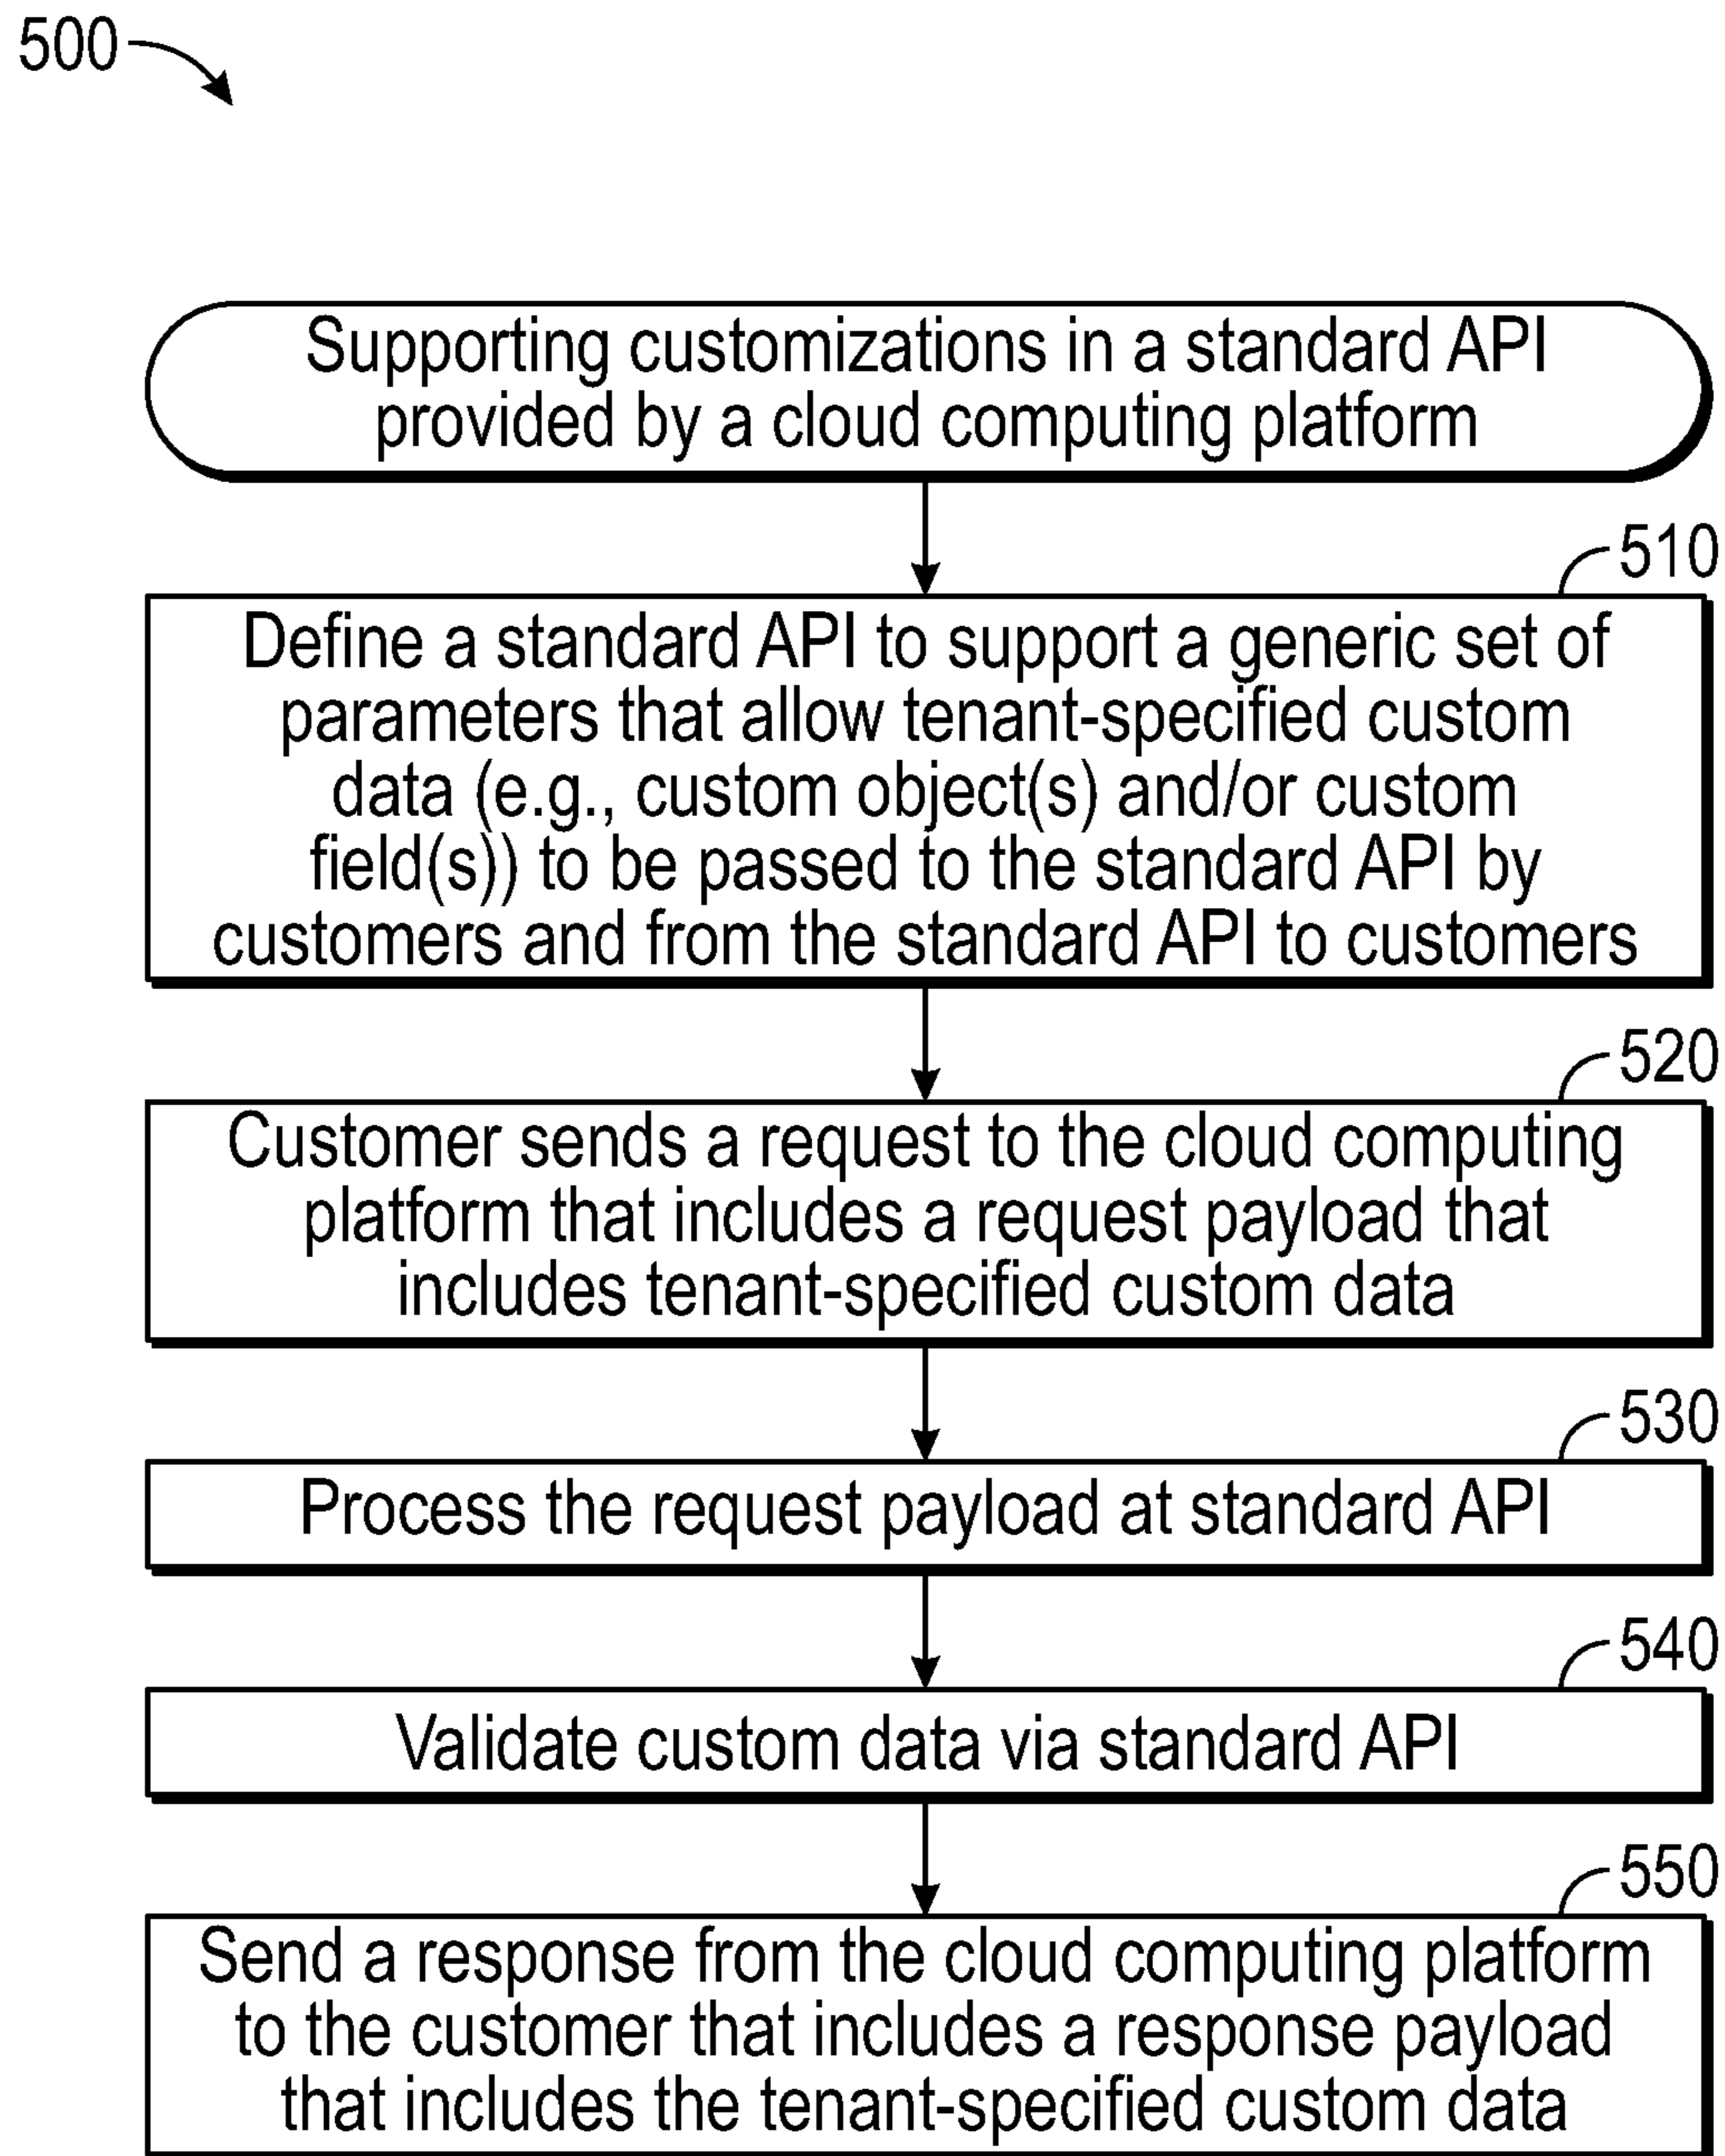 500
Supporting customizations in a standard API
provided by a cloud computing platform
510
Define a standard API to support a generic set of
parameters that allow tenant-specified custom
data (e.g., custom object(s) and/or custom
field(s)) to be passed to the standard API by
customers and from the standard API to customers
520
Customer sends a request to the cloud computing
platform that includes a request payload that
includes tenant-specified custom data
530
Process the request payload at standard API
540
Validate custom data via standard API
550
Send a response from the cloud computing platform
to the customer that includes a response payload
that includes the tenant-specified custom data